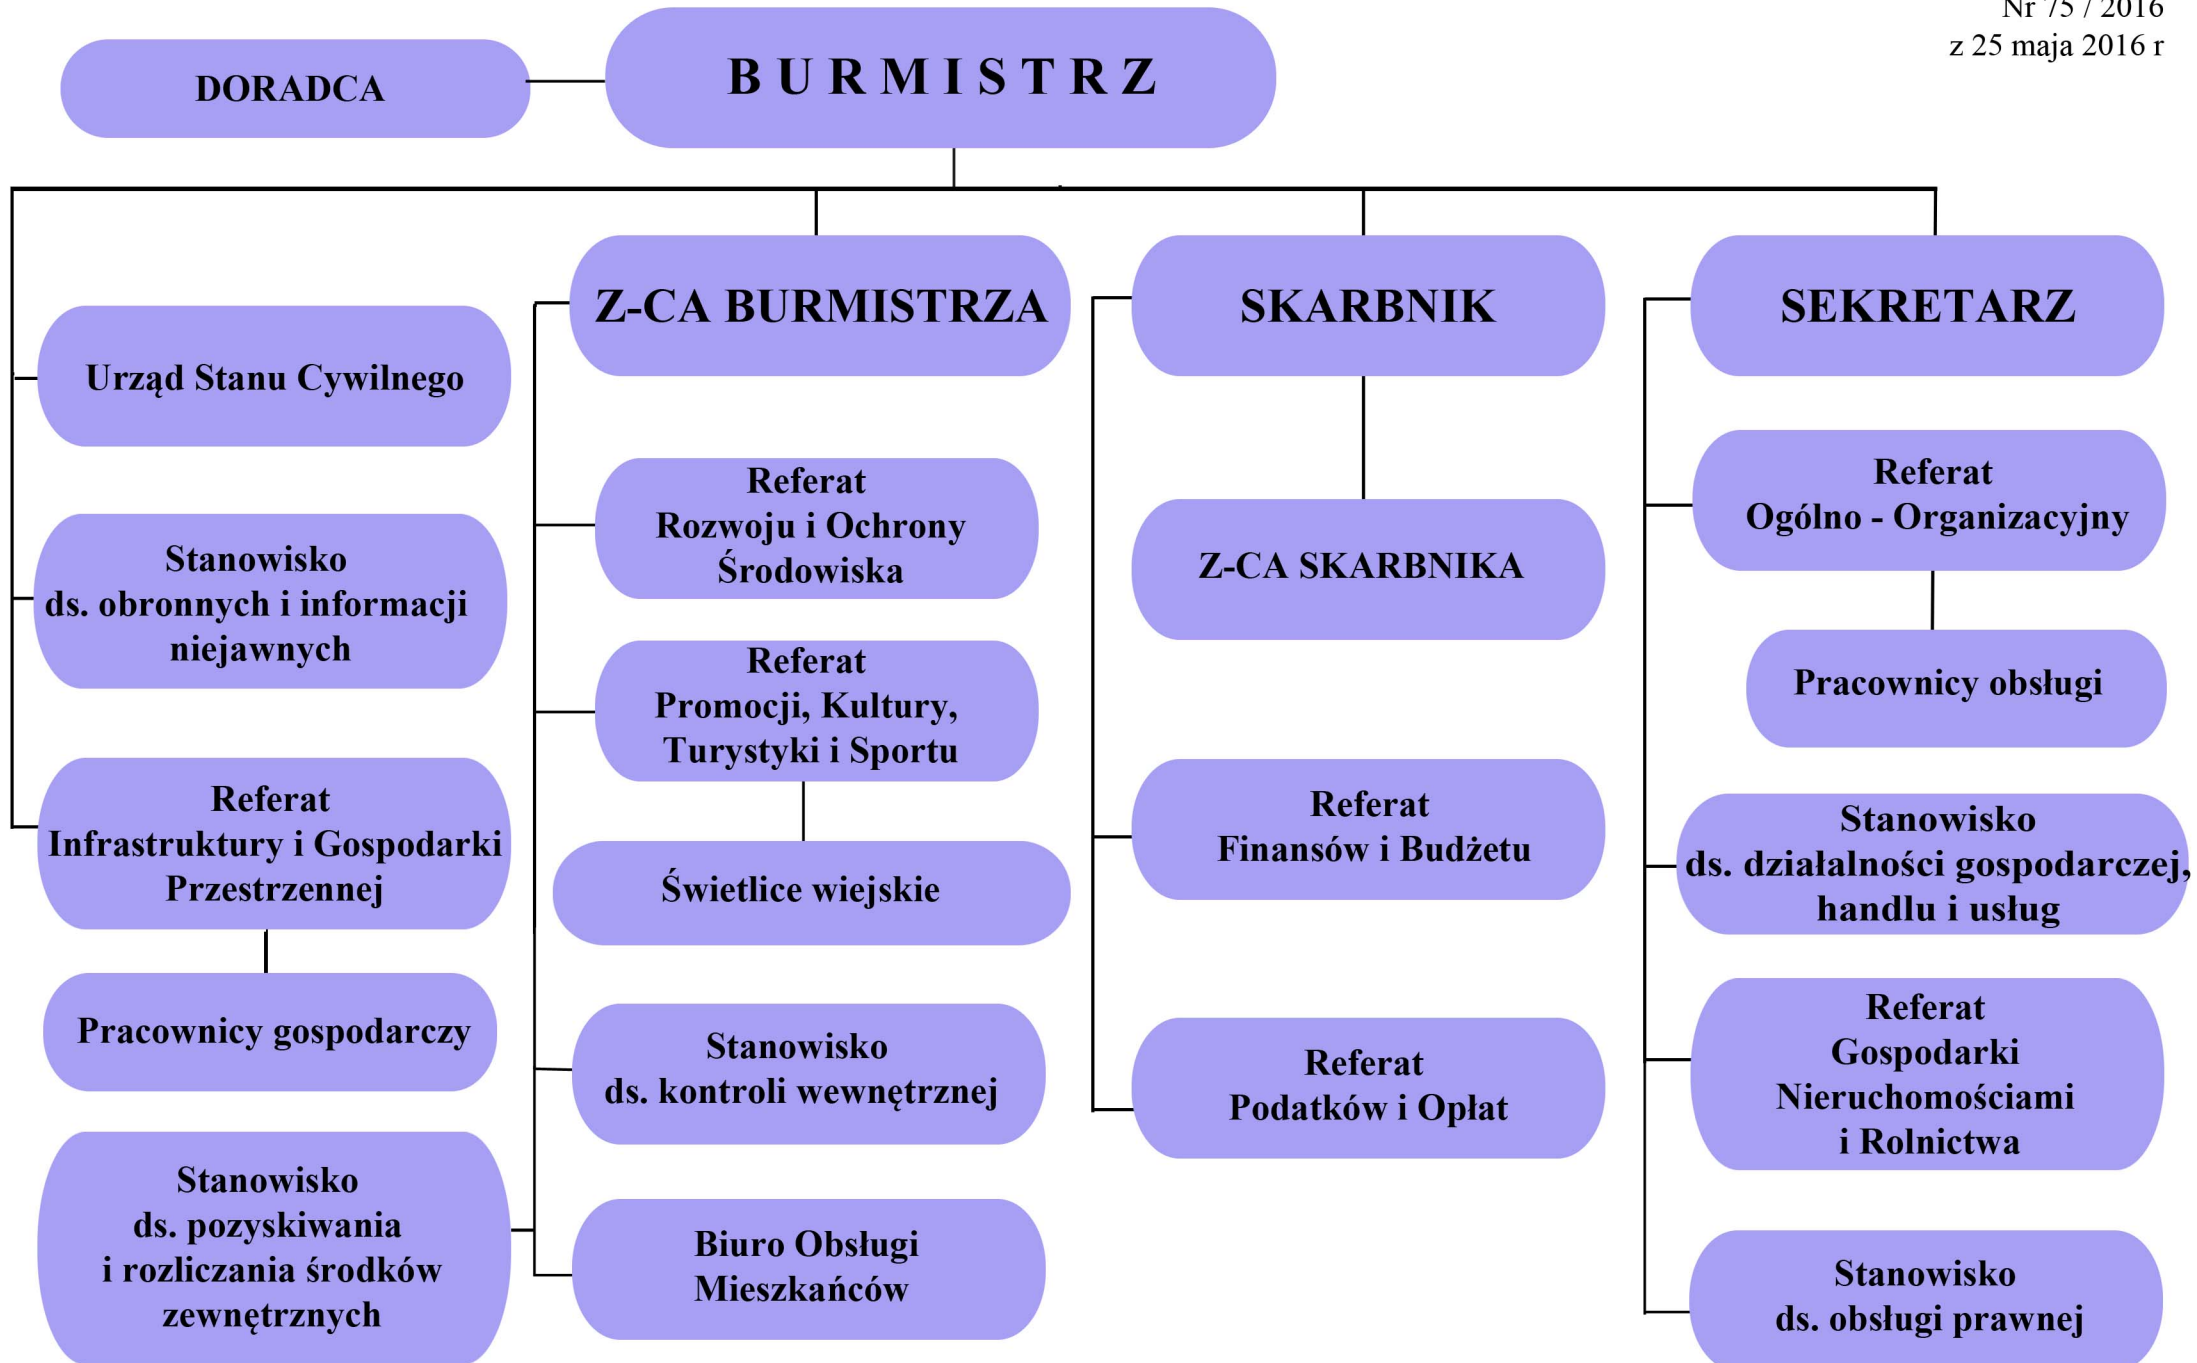 Nr 75 / 2016
z 25 maja 2016 r
DORADCA
B U R M I S T R Z
Urząd Stanu Cywilnego
Stanowisko
ds. obronnych i informacji
niejawnych
Referat
Infrastruktury i Gospodarki
Przestrzennej
Pracownicy gospodarczy
Stanowisko
ds. pozyskiwania
i rozliczania środków
zewnętrznych
Z-CA BURMISTRZA
Referat
Rozwoju i Ochrony
Środowiska
Referat
Promocji, Kultury,
Turystyki i Sportu
Świetlice wiejskie
Stanowisko
ds. kontroli wewnętrznej
Biuro Obsługi
Mieszkańców
SKARBNIK
Z-CA SKARBNIKA
Referat
Finansów i Budżetu
Referat
Podatków i Opłat
SEKRETARZ
Referat
Ogólno - Organizacyjny
Pracownicy obsługi
Stanowisko
ds. działalności gospodarczej,
handlu i usług
Referat
Gospodarki
Nieruchomościami
i Rolnictwa
Stanowisko
ds. obsługi prawnej